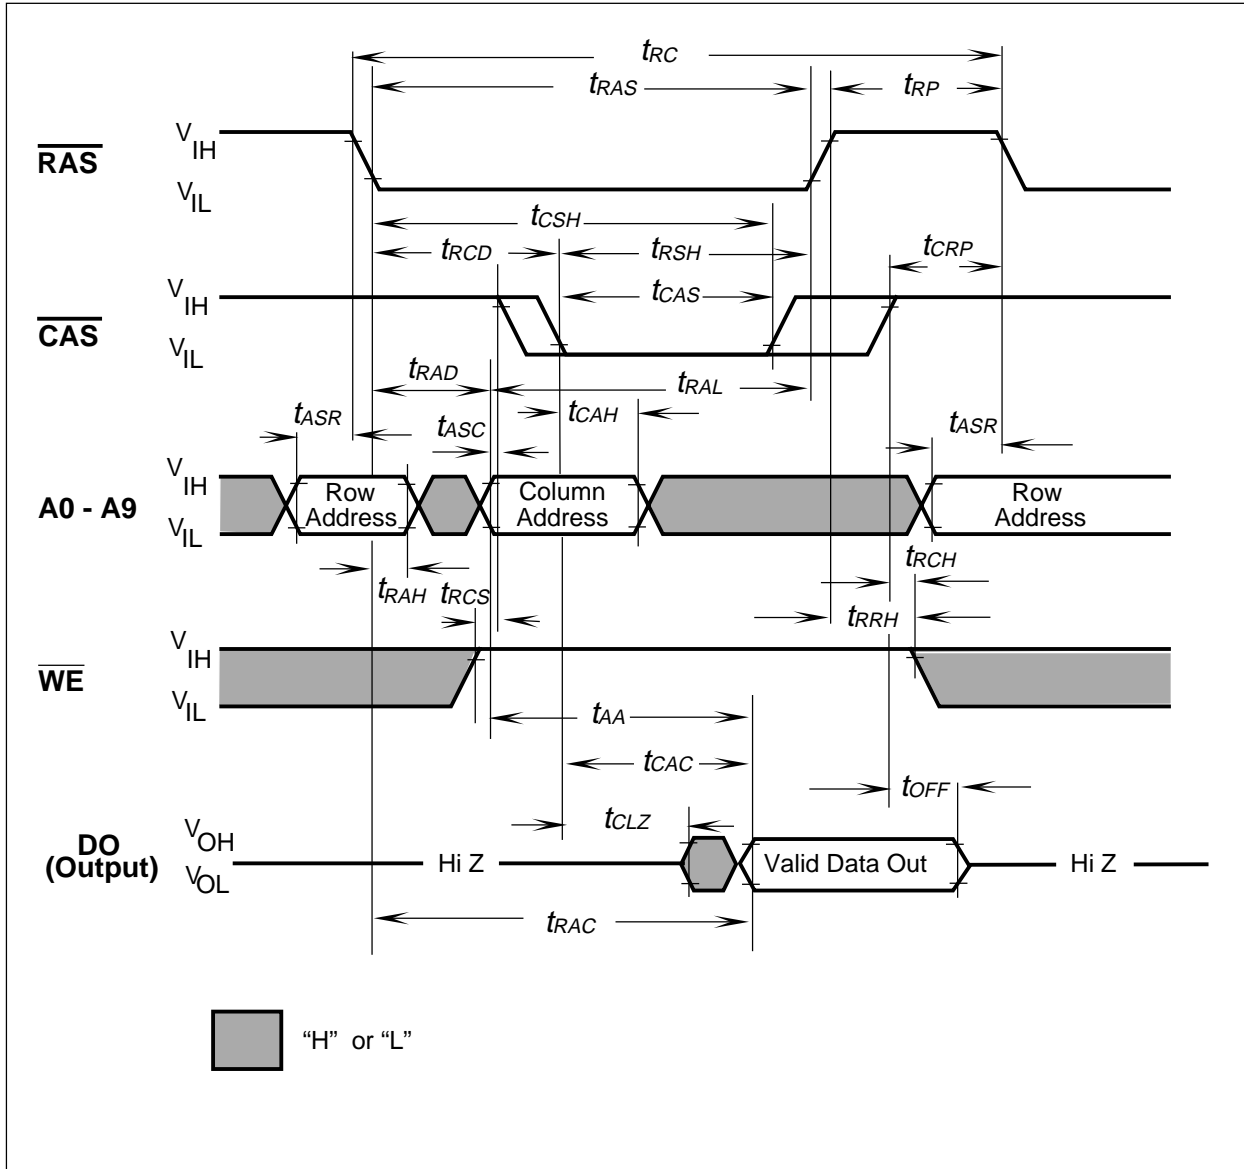 tRC
tRAS
tRP
RAS
VIH
VIL
tCSH
tRCD
tRSH
tCRP
CAS
VIH
VIL
tCAS
tRAD
tRAL
tASR
tASC
tCAH
tASR
A0 - A9
VIH
VIL
Row
Address
Column
Address
Row
Address
tRCH
tRAH
tRCS
tRRH
WE
VIH
VIL
tAA
tCAC
tOFF
tCLZ
DO
(Output)
VOH
VOL
Hi Z
Valid Data Out
Hi Z
tRAC
“H” or “L”